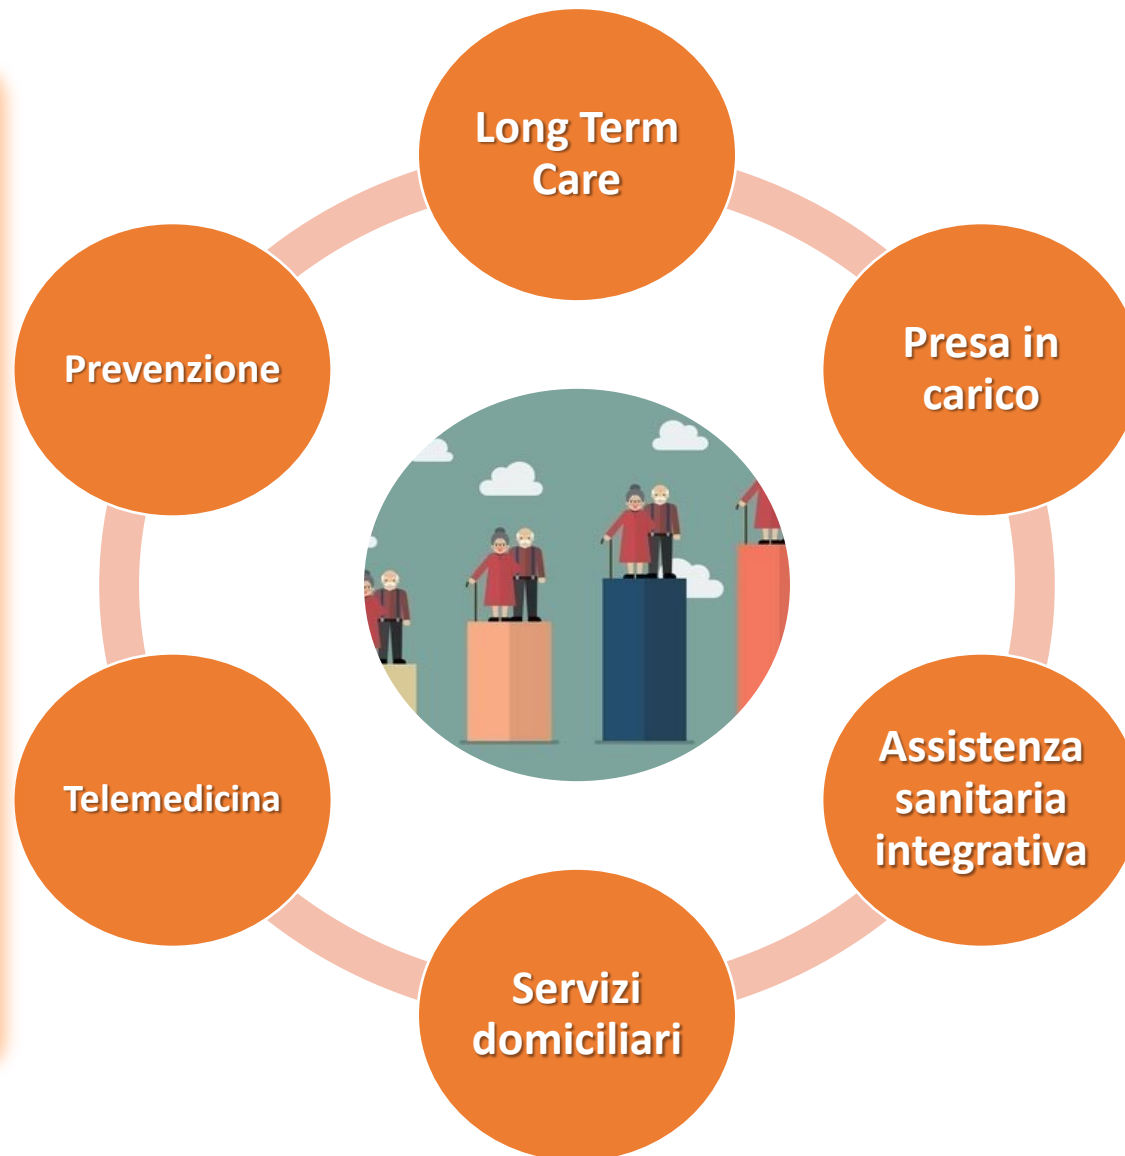 Long Term
Care
Presa in
carico
Assistenza
sanitaria
integrativa
Servizi
domiciliari
Telemedicina
Prevenzione